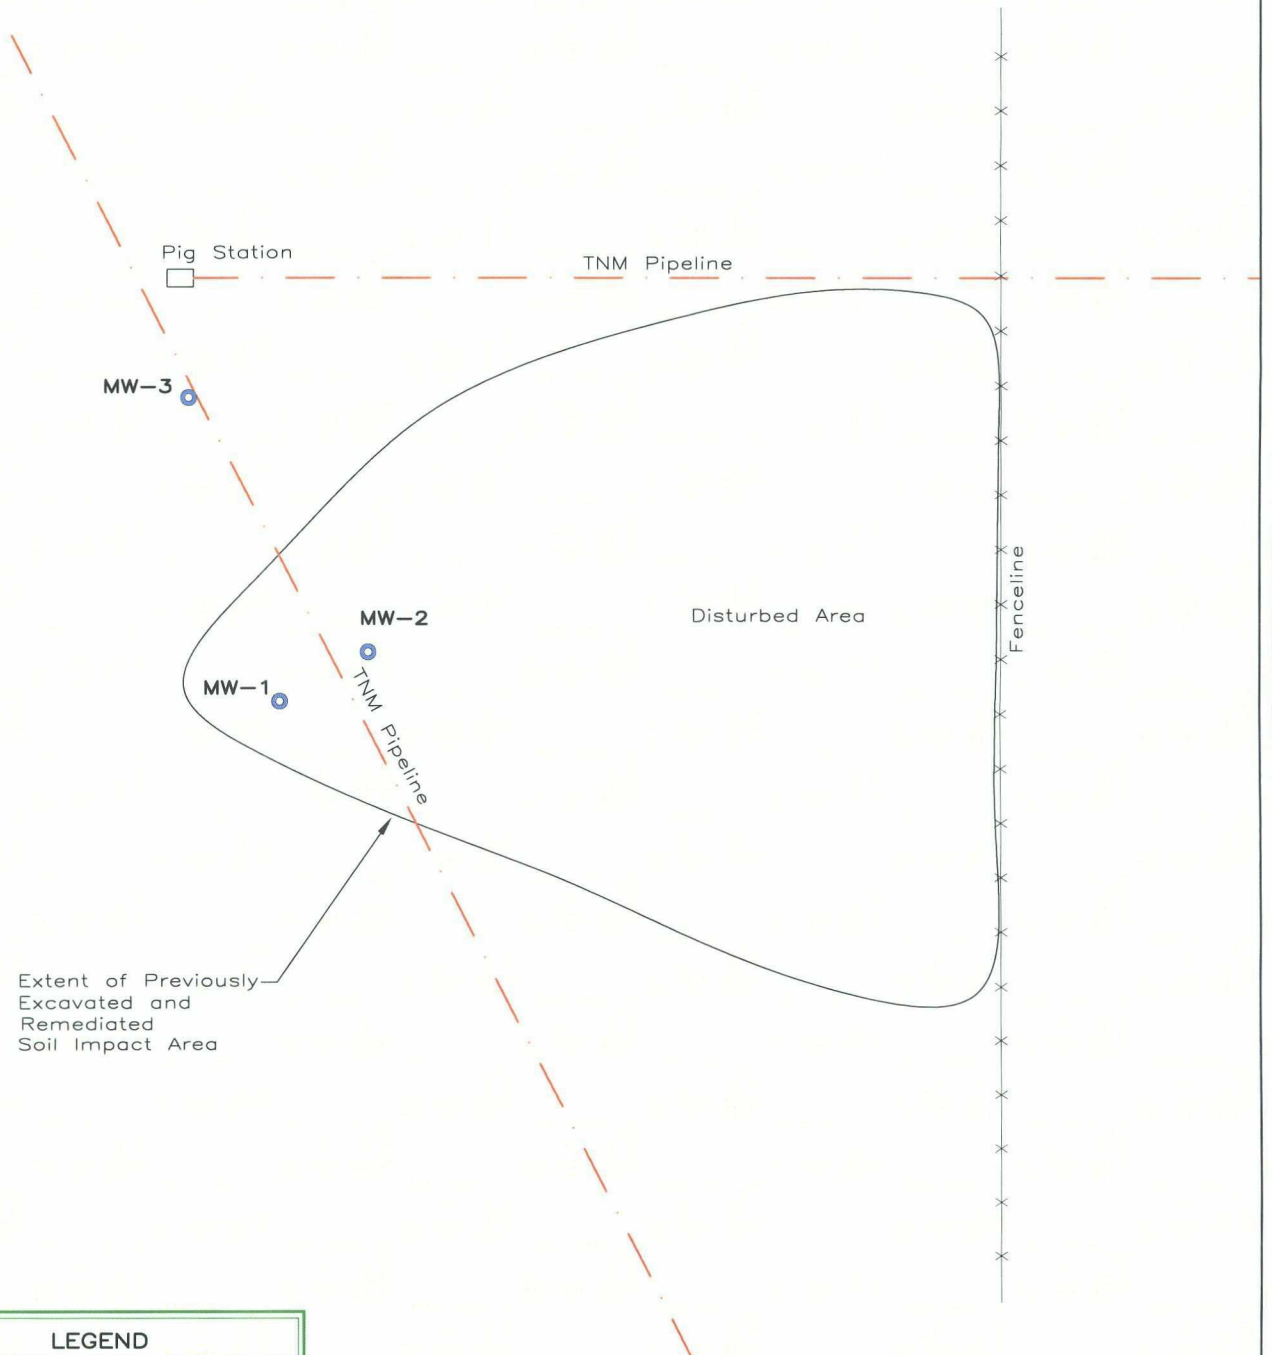 Pig Station
TNM Pipeline
MW-3
Fenceline
Disturbed Area
MW-2
MW-1
TNM Pipeline
Extent of Previously
Excavated and
Remediated
Soil Impact Area
LEGEND